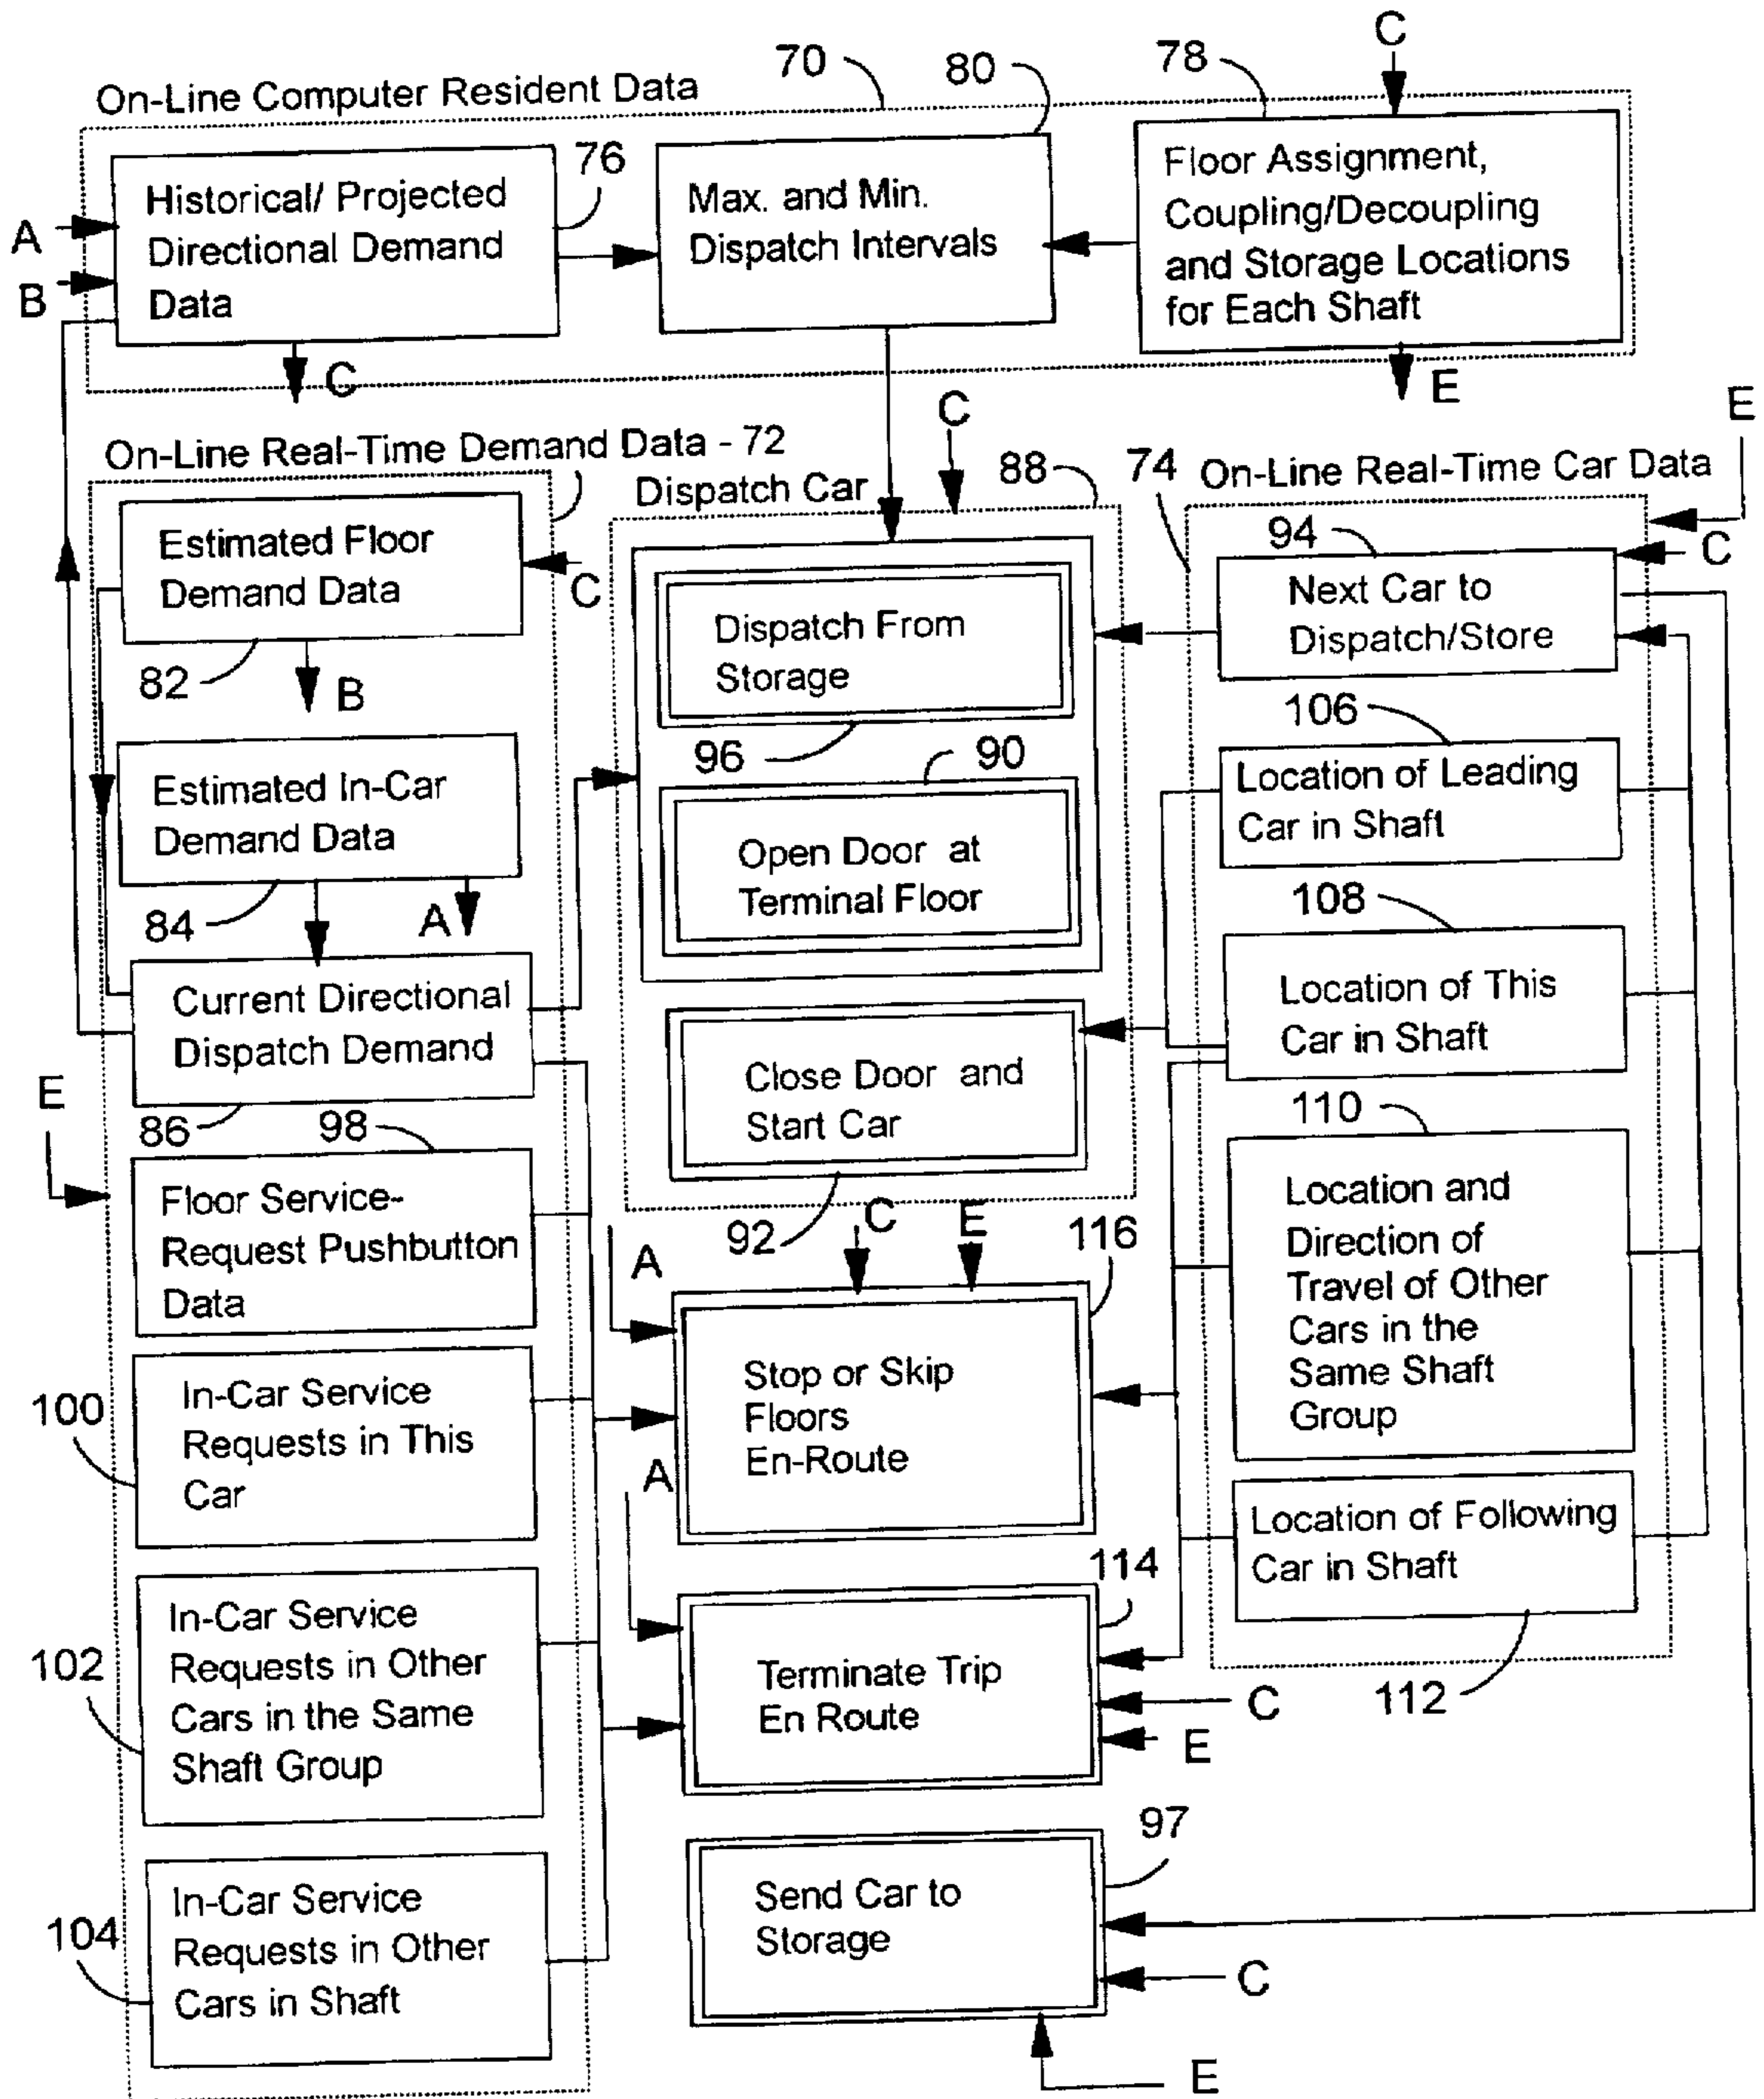 70
80
78
C
On-Line Computer Resident Data
76
Historical/ Projected
Directional Demand
Data
Max. and Min.
Dispatch Intervals
Floor Assignment,
Coupling/Decoupling
and Storage Locations
for Each Shaft
A
B
C
E
C
E
On-Line Real-Time Demand Data - 72
Estimated Floor
Demand Data
C
82
B
Estimated In-Car
Demand Data
84
A
Current Directional
Dispatch Demand
E
86
98
Floor Service-
Request Pushbutton
Data
100
In-Car Service
Requests in This
Car
102
In-Car Service
Requests in Other
Cars in the Same
Shaft Group
104
In-Car Service
Requests in Other
Cars in Shaft
Dispatch Car
88
Dispatch From
Storage
96
90
Open Door at
Terminal Floor
Close Door and
Start Car
92
C
E
116
A
Stop or Skip
Floors
En-Route
A
114
Terminate Trip
En Route
C
E
97
Send Car to
Storage
C
E
74
On-Line Real-Time Car Data
94
C
Next Car to
Dispatch/Store
106
Location of Leading
Car in Shaft
108
Location of This
Car in Shaft
110
Location and
Direction of
Travel of Other
Cars in the
Same Shaft
Group
Location of Following
Car in Shaft
112